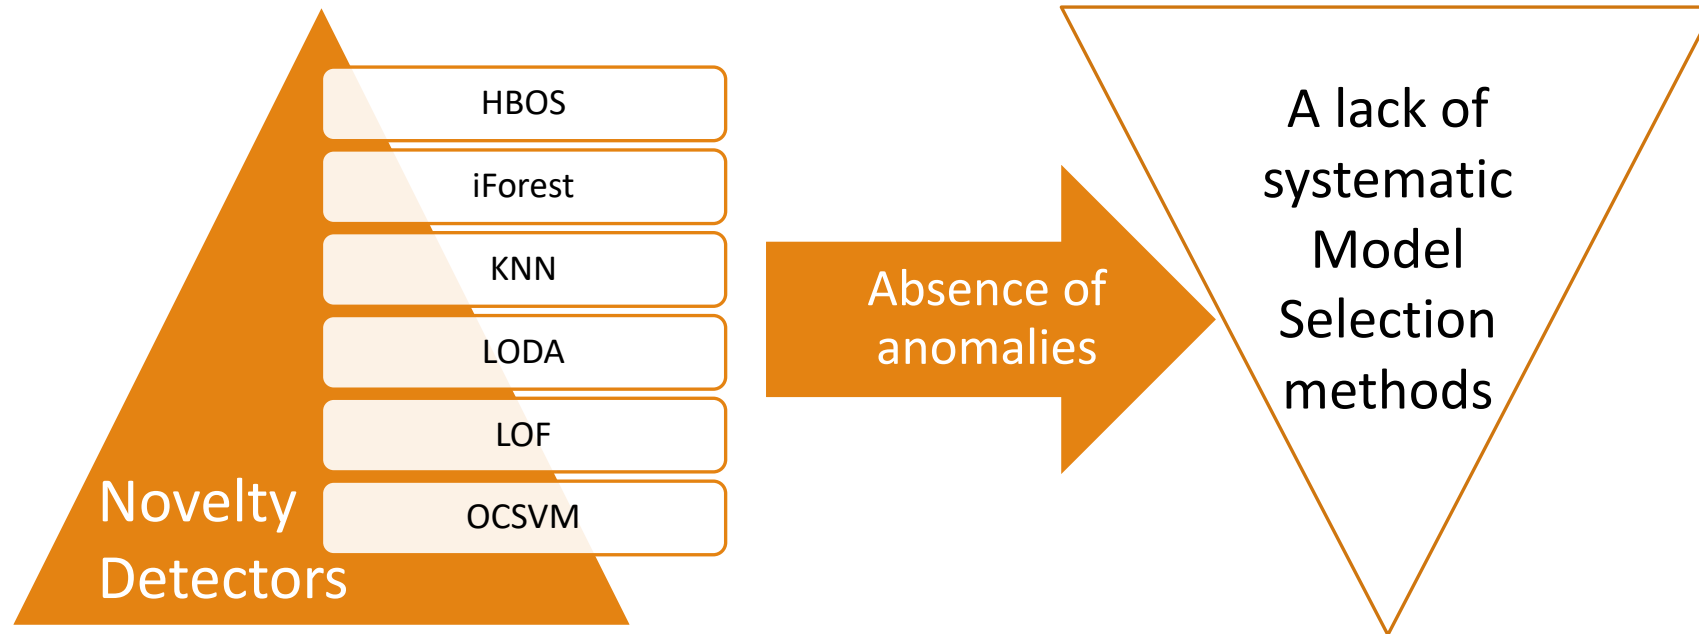 HBOS
iForest
KNN
LODA
LOF
OCSVM
Novelty
Detectors
Absence of
anomalies
A lack of
systematic
Model
Selection
methods